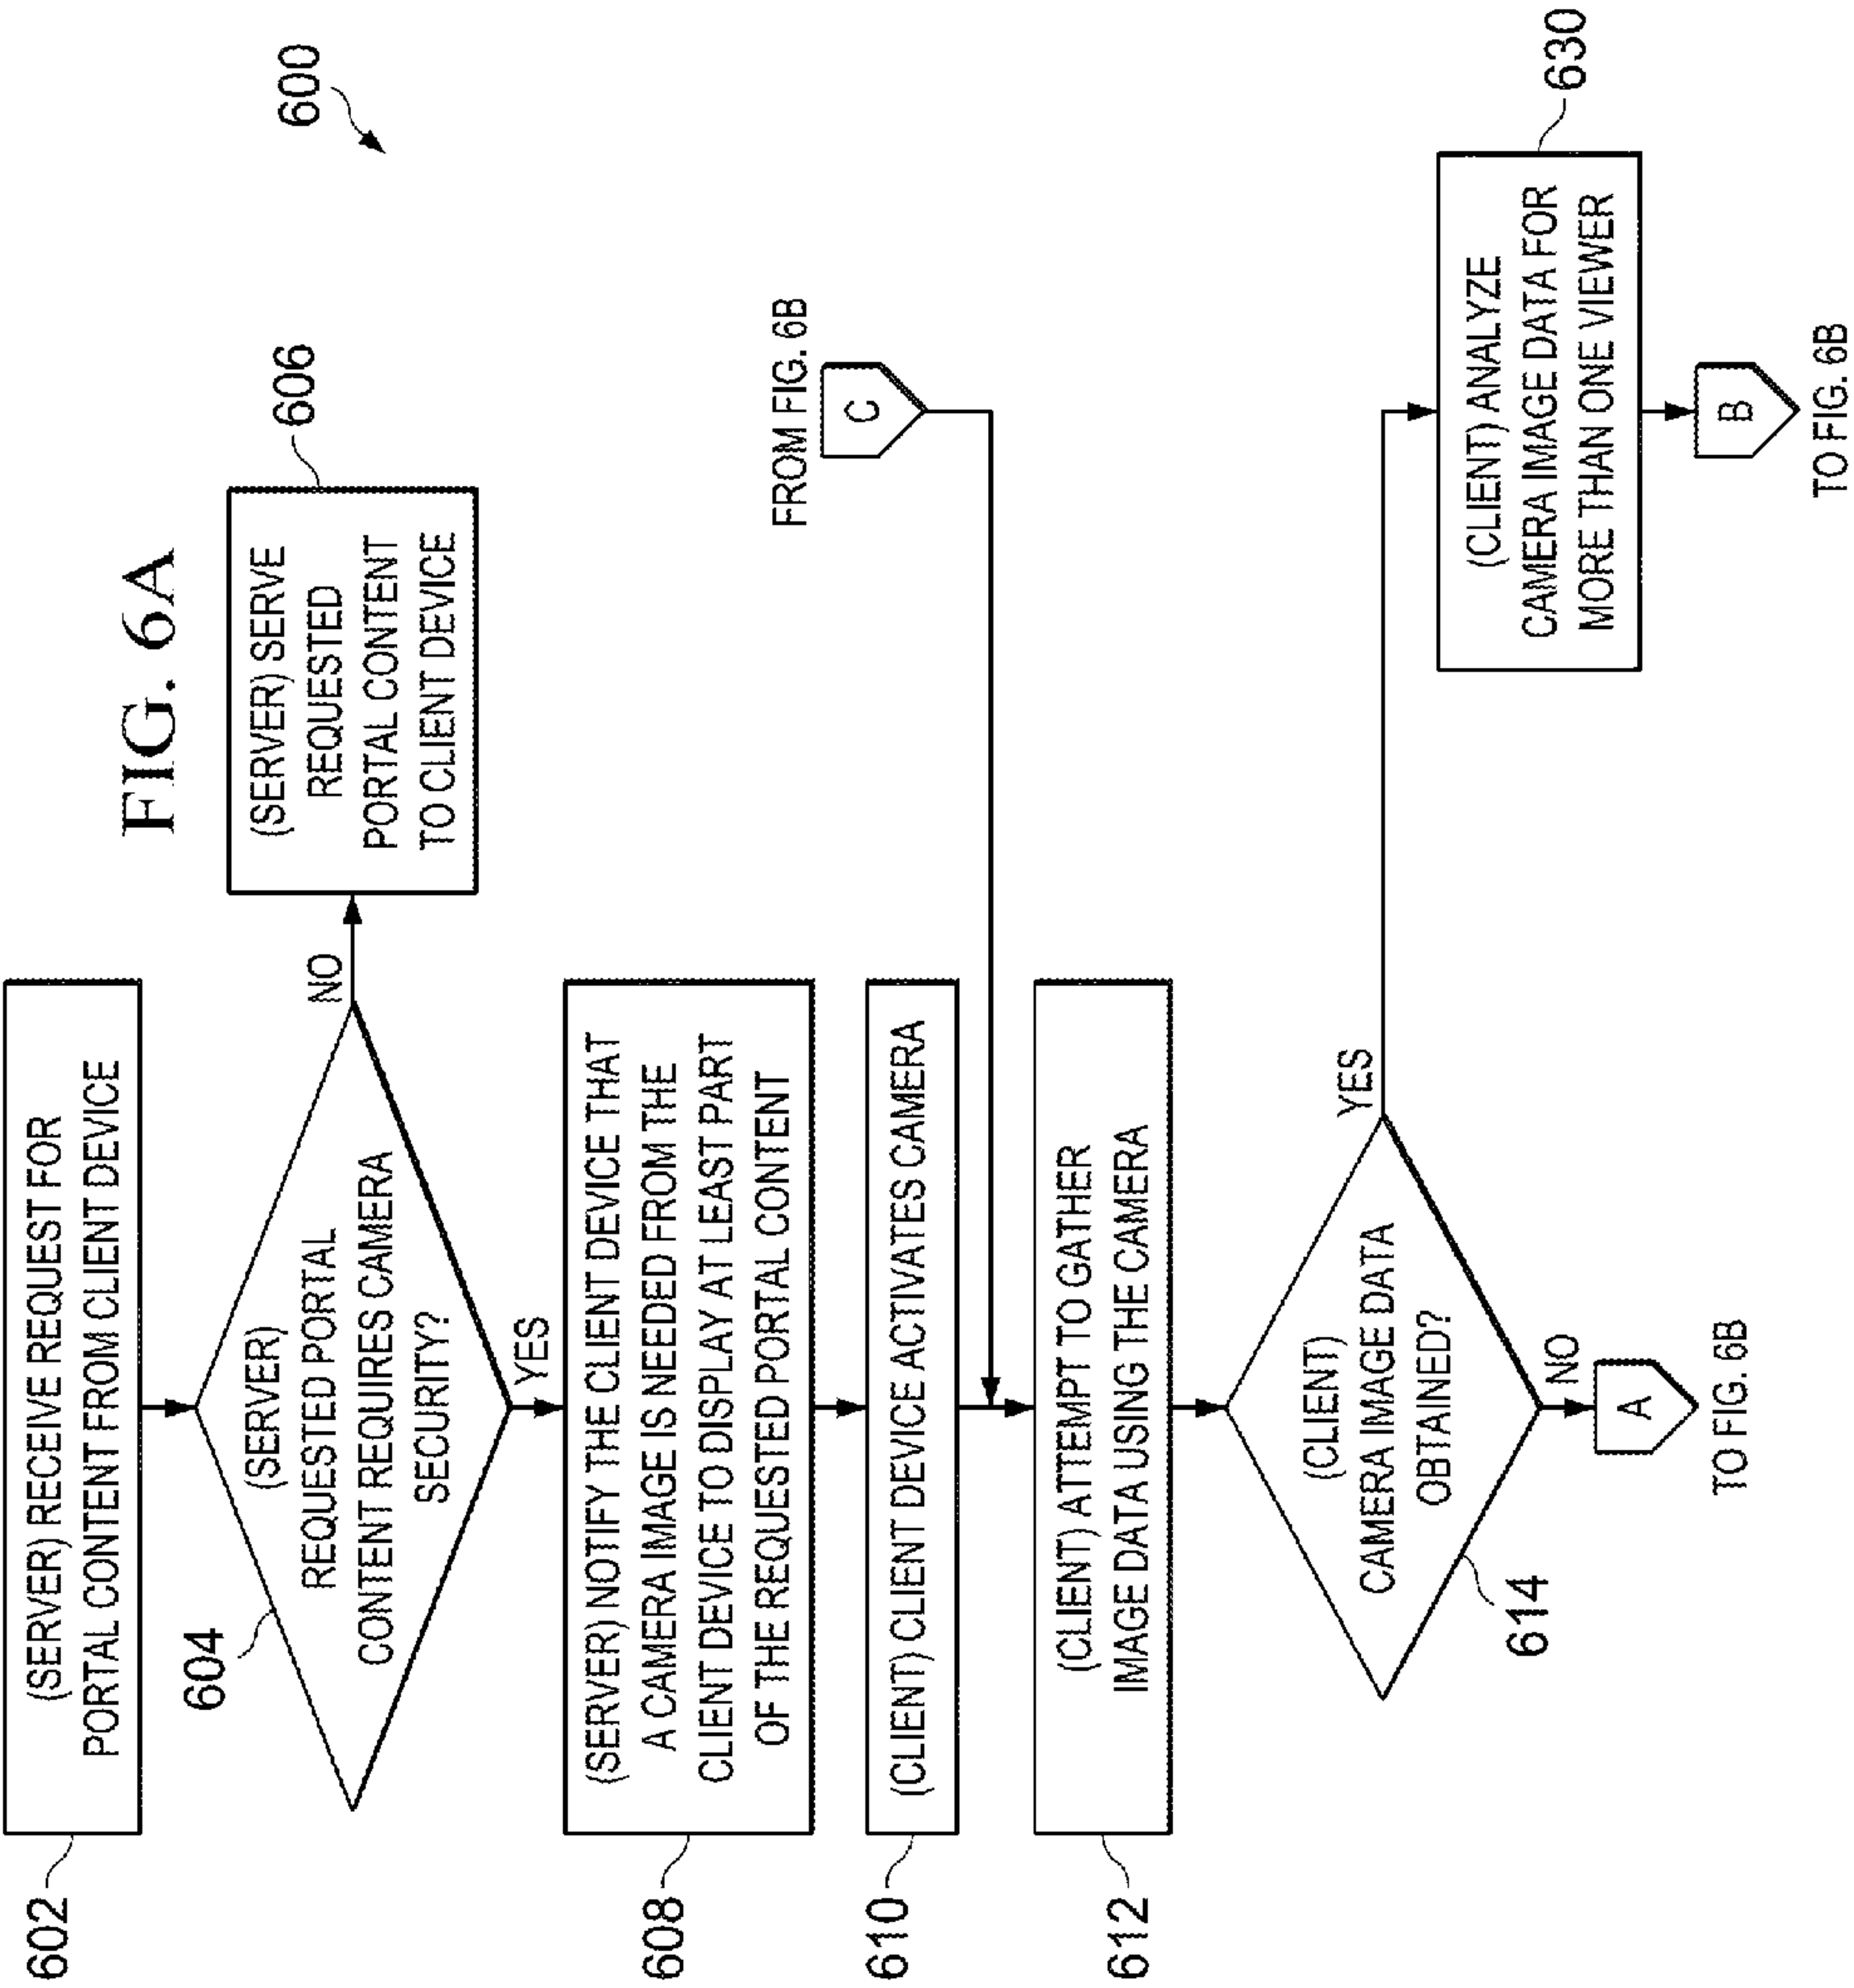 FIG. 6A
600
602
(SERVER) RECEIVE REQUEST FOR
PORTAL CONTENT FROM CLIENT DEVICE
604
(SERVER)
REQUESTED PORTAL
CONTENT REQUIRES CAMERA
SECURITY?
NO
606
(SERVER) SERVE
REQUESTED
PORTAL CONTENT
TO CLIENT DEVICE
YES
608
(SERVER) NOTIFY THE CLIENT DEVICE THAT
A CAMERA IMAGE IS NEEDED FROM THE
CLIENT DEVICE TO DISPLAY AT LEAST PART
OF THE REQUESTED PORTAL CONTENT
610
(CLIENT) CLIENT DEVICE ACTIVATES CAMERA
FROM FIG. 6B
C
612
(CLIENT) ATTEMPT TO GATHER
IMAGE DATA USING THE CAMERA
614
(CLIENT)
CAMERA IMAGE DATA
OBTAINED?
YES
630
(CLIENT) ANALYZE
CAMERA IMAGE DATA FOR
MORE THAN ONE VIEWER
NO
A
TO FIG. 6B
B
TO FIG. 6B